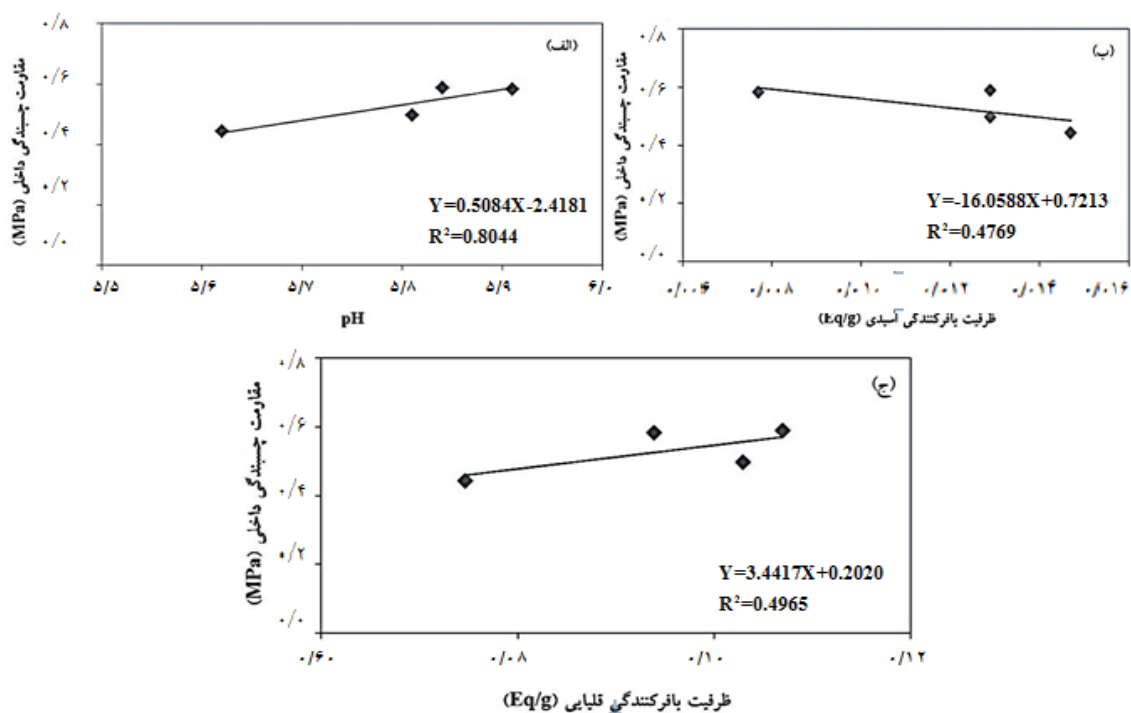 (الف)
مقاومت چسبندگی داخلی (MPa)
۰/۸
۰/۶
۰/۴
۰/۲
۰/۰
Y=0.5084X-2.4181
R²=0.8044
۵/۵ ۵/۶ ۵/۷ ۵/۸ ۵/۹ ۶/۰
pH
(ب)
مقاومت چسبندگی داخلی (MPa)
۰/۸
۰/۶
۰/۴
۰/۲
۰/۰
Y=-16.0588X+0.7213
R²=0.4769
۰/۰۰۶ ۰/۰۰۸ ۰/۰۱۰ ۰/۰۱۲ ۰/۰۱۴ ۰/۰۱۶
ظرفیت بافرکنندگی اسیدی (Eq/g)
(ج)
مقاومت چسبندگی داخلی (MPa)
۰/۸
۰/۶
۰/۴
۰/۲
۰/۰
Y=3.4417X+0.2020
R²=0.4965
۰/۶۰ ۰/۰۸ ۰/۱۰ ۰/۱۲
ظرفیت بافرکنندگی قلیایی (Eq/g)